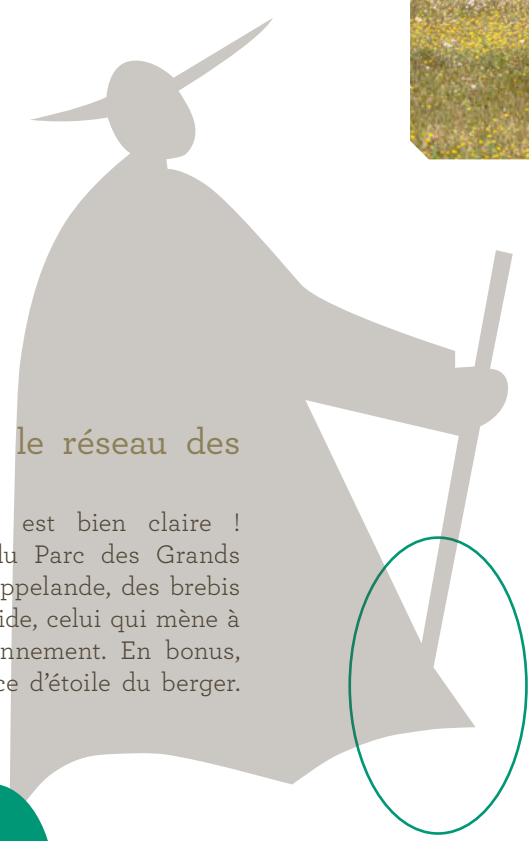 le réseau des
est bien claire !
du Parc des Grands
ppelande, des brebis
ide, celui qui mène à
nnement. En bonus,
ce d’étoile du berger.